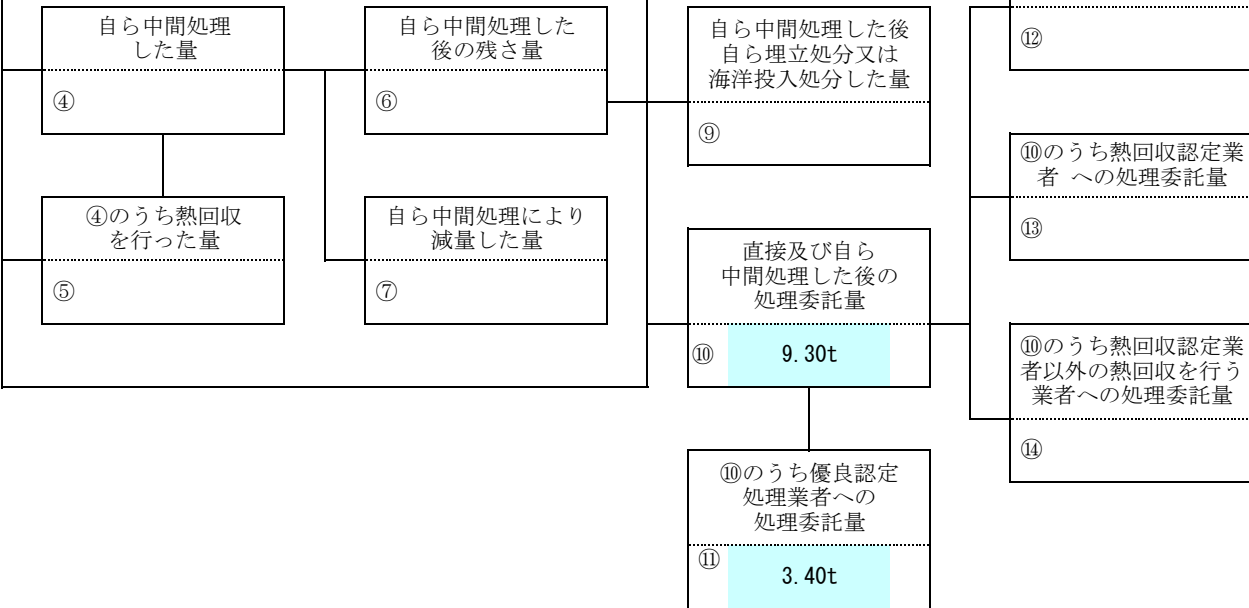 自ら中間処理
した量
④
自ら中間処理した
後の残さ量
⑥
自ら中間処理した後
自ら埋立処分又は
海洋投入処分した量
⑨
⑫
④のうち熱回収
を行った量
⑤
自ら中間処理により
減量した量
⑦
直接及び自ら
中間処理した後の
処理委託量
⑩ 9.30t
⑩のうち熱回収認定業
者 への処理委託量
⑬
⑩のうち熱回収認定業
者以外の熱回収を行う
業者への処理委託量
⑭
⑩のうち優良認定
処理業者への
処理委託量
⑪ 3.40t